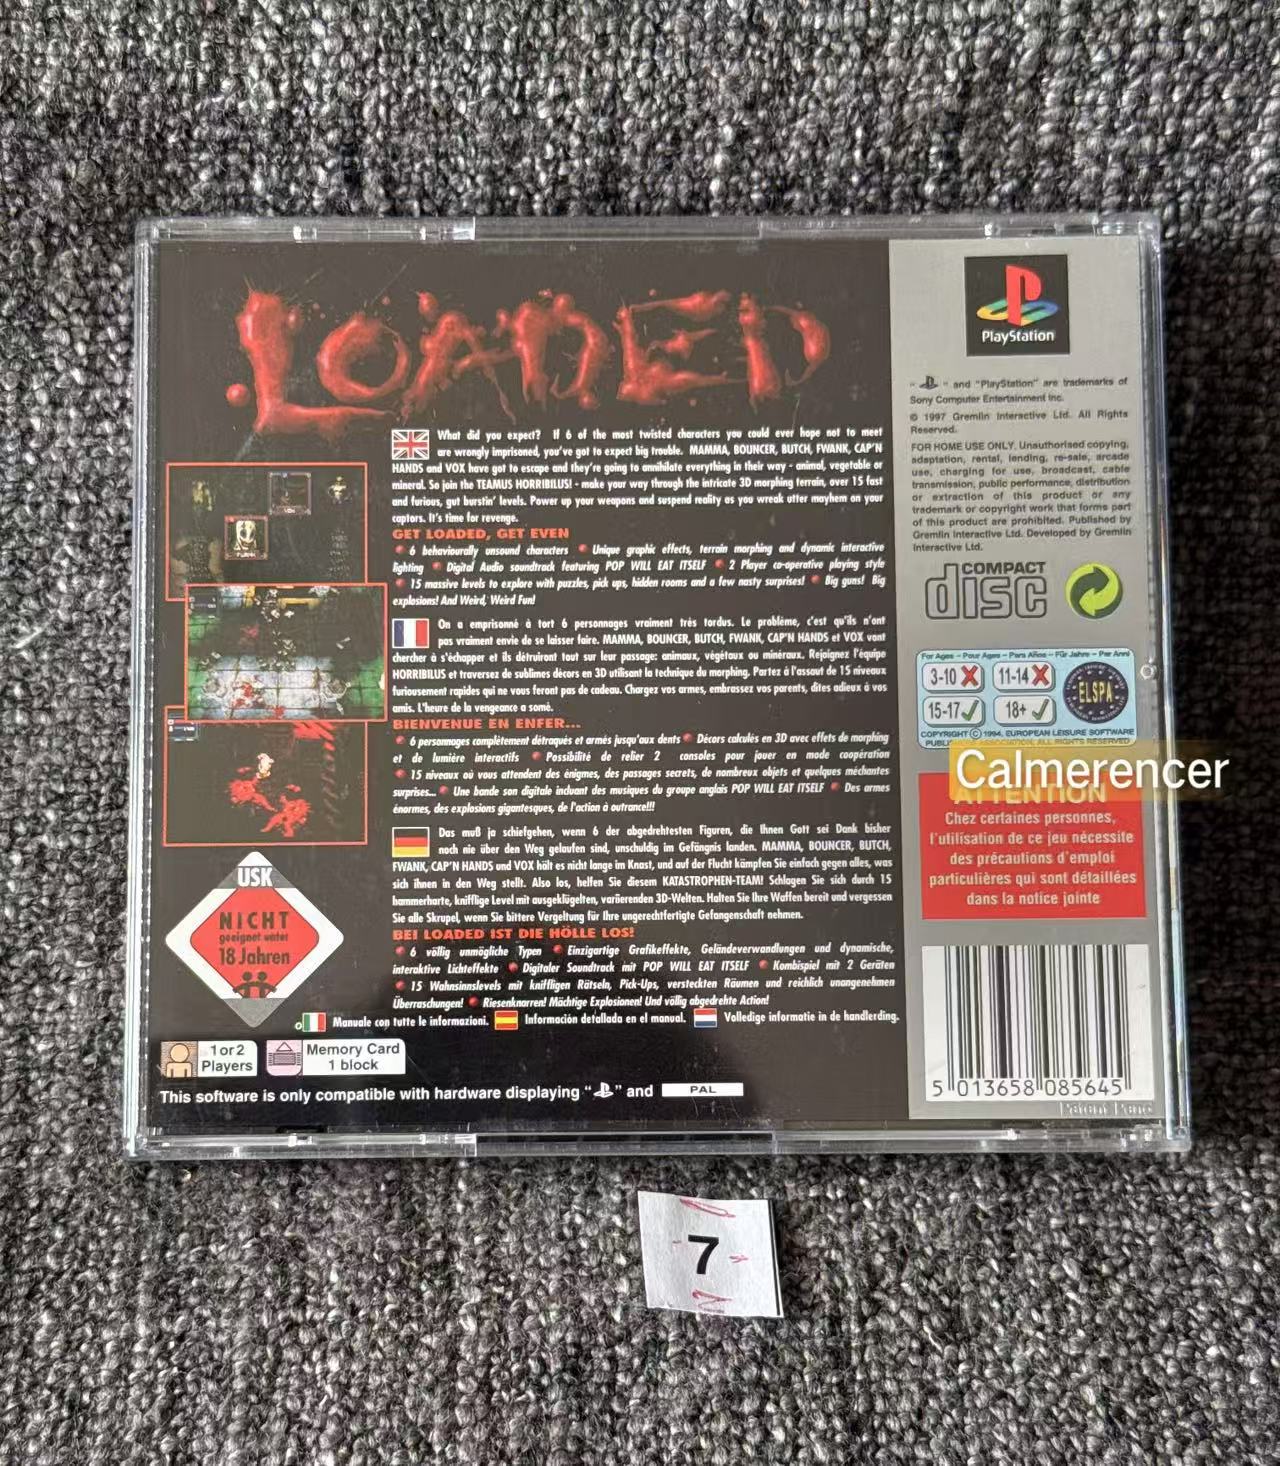 LOADED
What did you expect? If 6 of the most twisted characters you could ever hope not to meet
are wrongly imprisoned, you've got to expect big trouble. MAMMA, BOUNCER, BUTCH, FWANK, CAP'N
HANDS and VOX have got to escape and they're going to annihilate everything in their way - animal, vegetable or
mineral. So join the TEAMUS HORRIBILUS! - make your way through the intricate 3D morphing terrain, over 15 fast
and furious, gut burstin' levels. Power up your weapons and suspend reality as you wreak utter mayhem on your
captors. It's time for revenge.
GET LOADED, GET EVEN
• 6 behaviourally unsound characters • Unique graphic effects, terrain morphing and dynamic interactive
lighting • Digital Audio soundtrack featuring POP WILL EAT ITSELF • 2 Player co-operative playing style
• 15 massive levels to explore with puzzles, pick ups, hidden rooms and a few nasty surprises! • Big guns! Big
explosions! And Weird, Weird Fun!
On a emprisonné à tort 6 personnages vraiment très tordus. Le problème, c'est qu'ils n'ont
pas vraiment envie de se laisser faire. MAMMA, BOUNCER, BUTCH, FWANK, CAP'N HANDS et VOX vont
chercher à s'échapper et ils détruiront tout sur leur passage: animaux, végétaux ou minéraux. Rejoignez l'équipe
HORRIBILUS et traversez de sublimes décors en 3D utilisant la technique du morphing. Partez à l'assaut de 15 niveaux
furieusement rapides qui ne vous feront pas de cadeau. Chargez vos armes, embrassez vos parents, dites adieux à vos
amis. L'heure de la vengeance a somé.
BIENVENUE EN ENFER...
• 6 personnages complètement détraqués et armés jusqu'aux dents • Décors calculés en 3D avec effets de morphing
et de lumière interactifs • Possibilité de relier 2 consoles pour jouer en mode coopération
• 15 niveaux où vous attendent des énigmes, des passages secrets, de nombreux objets et quelques méchantes
surprises... • Une bande son digitale incluant des musiques du groupe anglais POP WILL EAT ITSELF • Des armes
énormes, des explosions gigantesques, de l'action à outrance!!!
Das muß ja schiefgehen, wenn 6 der abgedrehtesten Figuren, die Ihnen Gott sei Dank bisher
noch nie über den Weg gelaufen sind, unschuldig im Gefängnis landen. MAMMA, BOUNCER, BUTCH,
FWANK, CAP'N HANDS und VOX hält es nicht lange im Knast, und auf der Flucht kämpfen Sie einfach gegen alles, was
sich ihnen in den Weg stellt. Also los, helfen Sie diesem KATASTROPHEN-TEAM! Schlagen Sie sich durch 15
hammerharte, knifflige Level mit ausgeklügelten, variierenden 3D-Welten. Halten Sie Ihre Waffen bereit und vergessen
Sie alle Skrupel, wenn Sie bittere Vergeltung für Ihre ungerechtfertigte Gefangenschaft nehmen.
BEI LOADED IST DIE HÖLLE LOS!
• 6 völlig unmögliche Typen • Einzigartige Grafikeffekte, Geländeverwandlungen und dynamische,
interaktive Lichteffekte • Digitaler Soundtrack mit POP WILL EAT ITSELF • Kombispiel mit 2 Geräten
• 15 Wahnsinnslevels mit kniffligen Rätseln, Pick-Ups, versteckten Räumen und reichlich unangenehmen
Überraschungen! • Riesenknarren! Mächtige Explosionen! Und völlig abgedrehte Action!
Manuale con tutte le informazioni. Información detallada en el manual. Volledige informatie in de handlerding.
USK
NICHT
geeignet unter
18 Jahren
1 or 2
Players
Memory Card
1 block
This software is only compatible with hardware displaying " " and PAL
PlayStation
" " and "PlayStation" are trademarks of
Sony Computer Entertainment Inc.
© 1997 Gremlin Interactive Ltd. All Rights
Reserved.
FOR HOME USE ONLY. Unauthorised copying,
adaptation, rental, lending, re-sale, arcade
use, charging for use, broadcast, cable
transmission, public performance, distribution
or extraction of this product or any
trademark or copyright work that forms part
of this product are prohibited. Published by
Gremlin Interactive Ltd. Developed by Gremlin
Interactive Ltd.
COMPACT
disc
For Ages - Pour Ages - Para Años - Für Jahre - Per Anni
3-10 11-14
15-17 18+
ELSPA
COPYRIGHT © 1994, EUROPEAN LEISURE SOFTWARE
PUBLISHERS ASSOCIATION, ALL RIGHTS RESERVED
Calmerencer
ATTENTION
Chez certaines personnes,
l'utilisation de ce jeu nécessite
des précautions d'emploi
particulières qui sont détaillées
dans la notice jointe
5 013658 085645
7